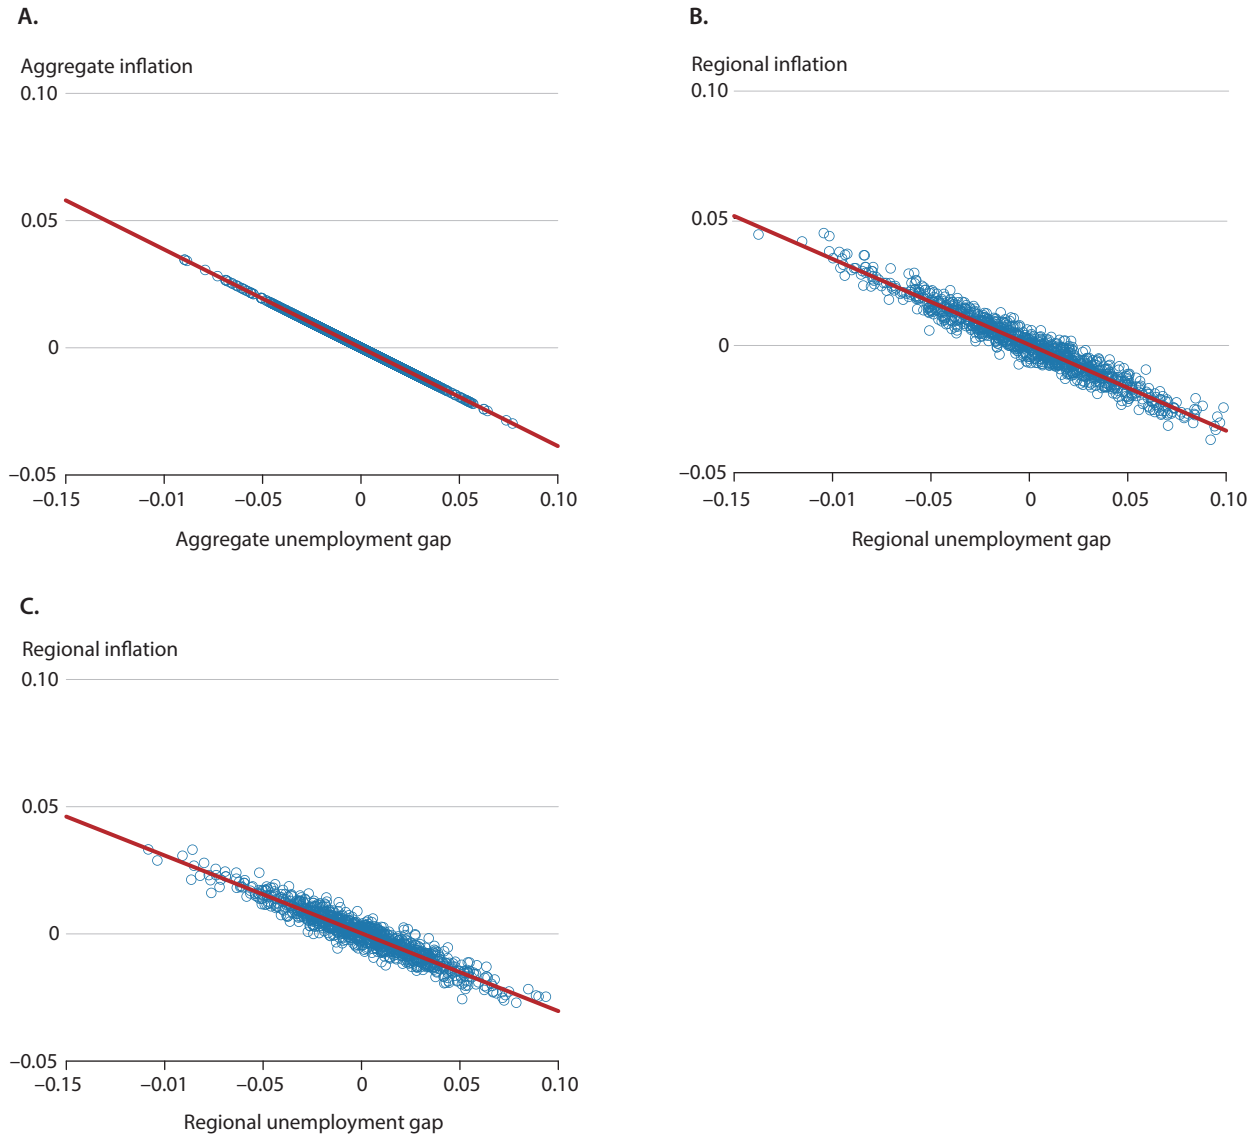 A.
Aggregate inflation
0.10
0.05
0
–0.05
–0.15 –0.01 –0.05 0 0.05 0.10
Aggregate unemployment gap
B.
Regional inflation
0.10
0.05
0
–0.05
–0.15 –0.01 –0.05 0 0.05 0.10
Regional unemployment gap
C.
Regional inflation
0.10
0.05
0
–0.05
–0.15 –0.01 –0.05 0 0.05 0.10
Regional unemployment gap